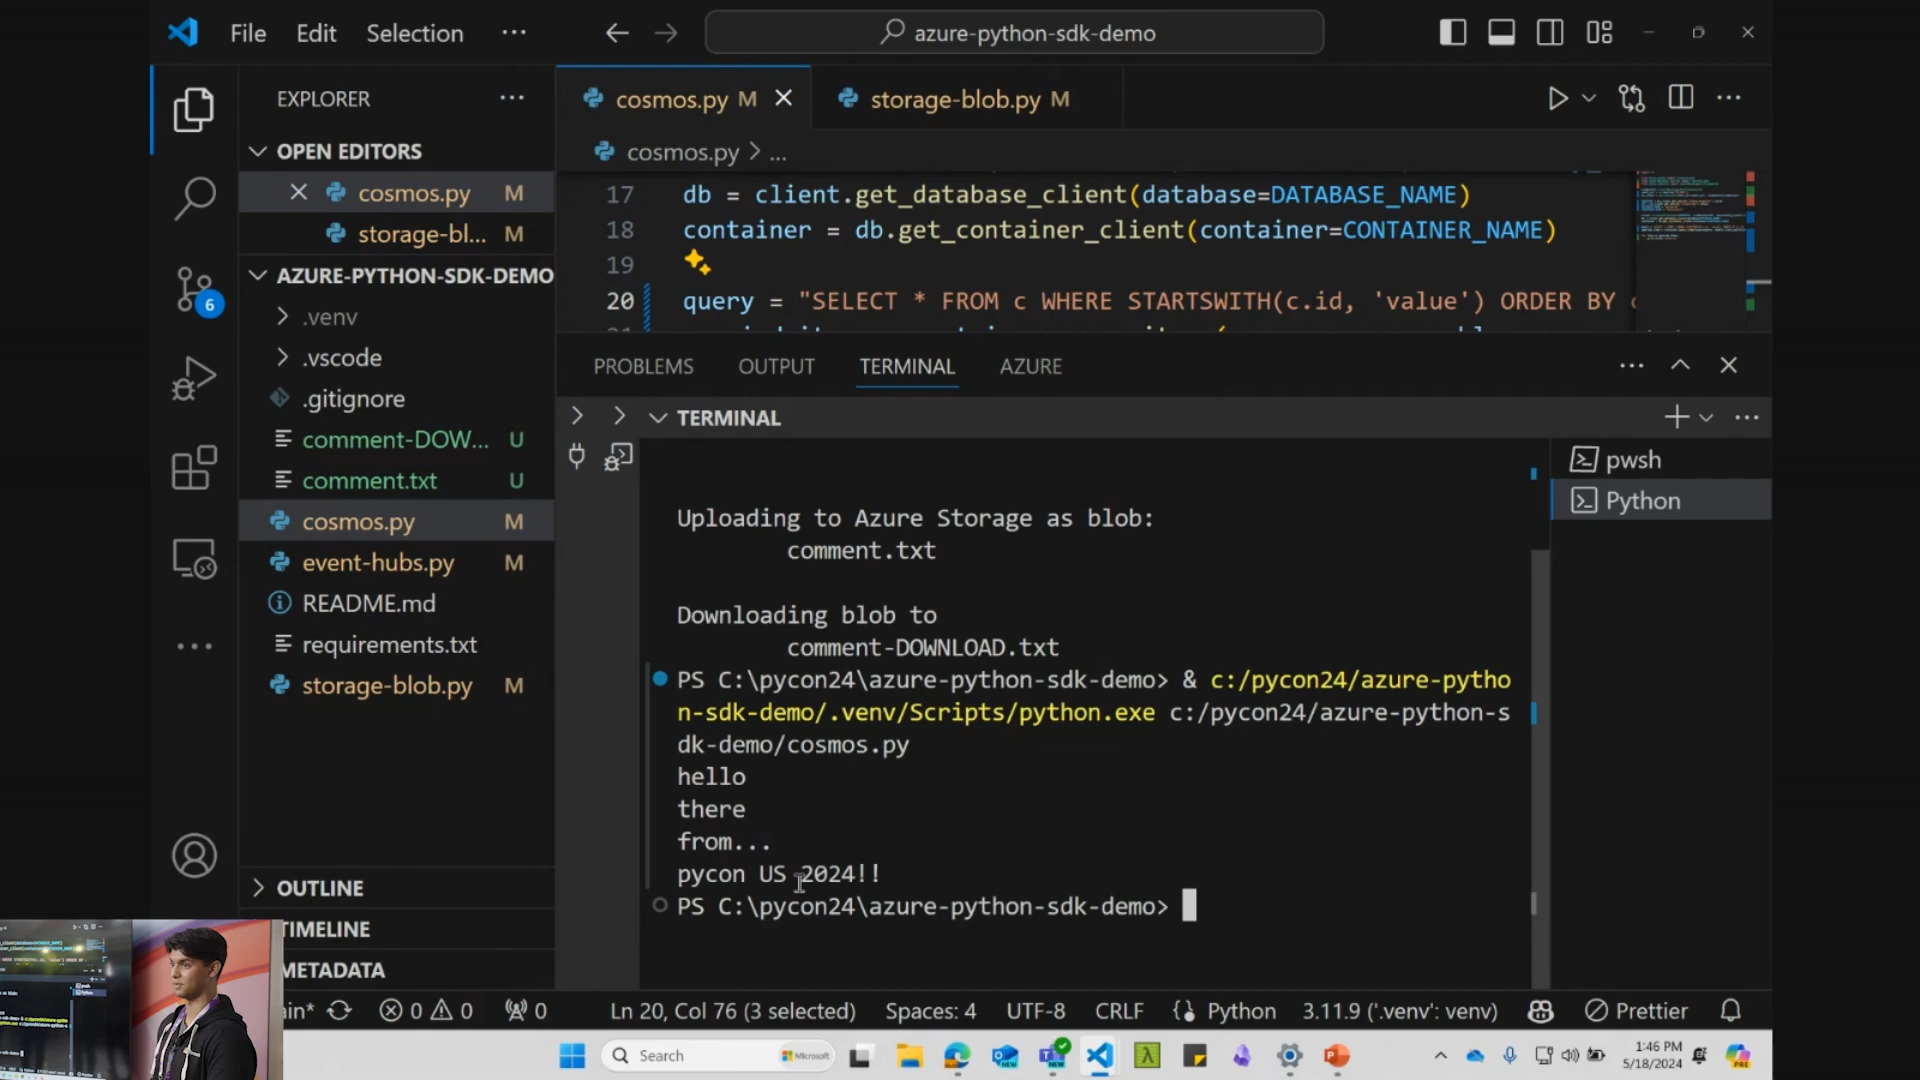 File Edit Selection ···
azure-python-sdk-demo
EXPLORER ···
OPEN EDITORS
cosmos.py M
storage-bl... M
AZURE-PYTHON-SDK-DEMO
.venv
.vscode
.gitignore
comment-DOW... U
comment.txt U
cosmos.py M
event-hubs.py M
README.md
requirements.txt
storage-blob.py M
OUTLINE
TIMELINE
METADATA
6
cosmos.py M
storage-blob.py M
cosmos.py > ...
17 db = client.get_database_client(database=DATABASE_NAME)
18 container = db.get_container_client(container=CONTAINER_NAME)
19
20 query = "SELECT * FROM c WHERE STARTSWITH(c.id, 'value') ORDER BY
PROBLEMS OUTPUT TERMINAL AZURE
TERMINAL
pwsh
Python
Uploading to Azure Storage as blob:
comment.txt
Downloading blob to
comment-DOWNLOAD.txt
PS C:\pycon24\azure-python-sdk-demo> & c:/pycon24/azure-pytho
n-sdk-demo/.venv/Scripts/python.exe c:/pycon24/azure-python-s
dk-demo/cosmos.py
hello
there
from...
pycon US 2024!!
PS C:\pycon24\azure-python-sdk-demo>
in* 0 0 0 Ln 20, Col 76 (3 selected) Spaces: 4 UTF-8 CRLF Python 3.11.9 ('.venv': venv) Prettier
Search Microsoft
NEW
NEW
1:46 PM
5/18/2024
PRE